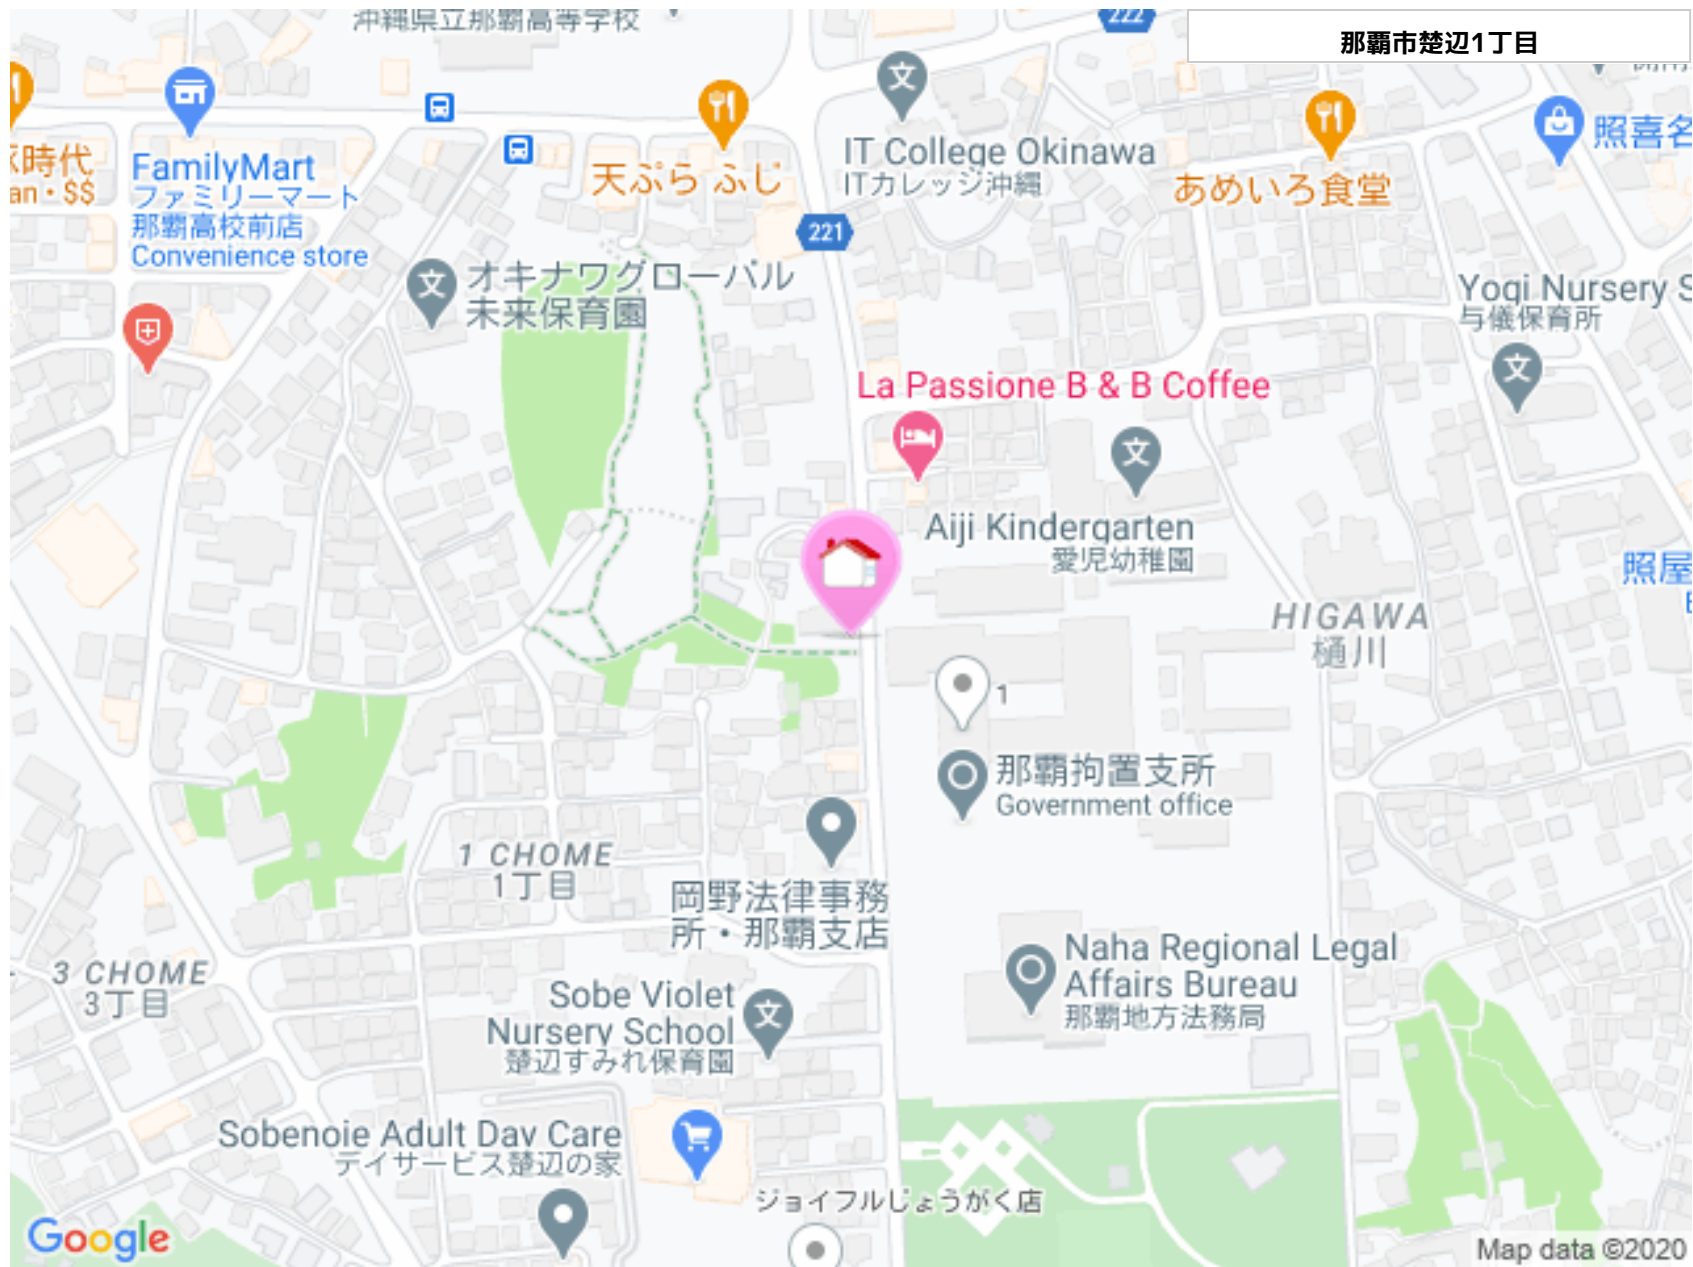 沖縄県立那覇高等学校
222
那覇市楚辺1丁目
照喜名
IT College Okinawa
ITカレッジ沖縄
時代
an・$$
FamilyMart
ファミリーマート
那覇高校前店
Convenience store
天ぷら ふじ
あめいろ食堂
221
オキナワグローバル
未来保育園
Yogi Nursery S
与儀保育所
La Passione B & B Coffee
Aiji Kindergarten
愛児幼稚園
照屋
HIGAWA
樋川
1
那覇拘置支所
Government office
1 CHOME
1丁目
岡野法律事務
所・那覇支店
Naha Regional Legal
Affairs Bureau
那覇地方法務局
3 CHOME
3丁目
Sobe Violet
Nursery School
楚辺すみれ保育園
Sobenoie Adult Day Care
デイサービス楚辺の家
ジョイフルじょうがく店
Google
Map data ©2020